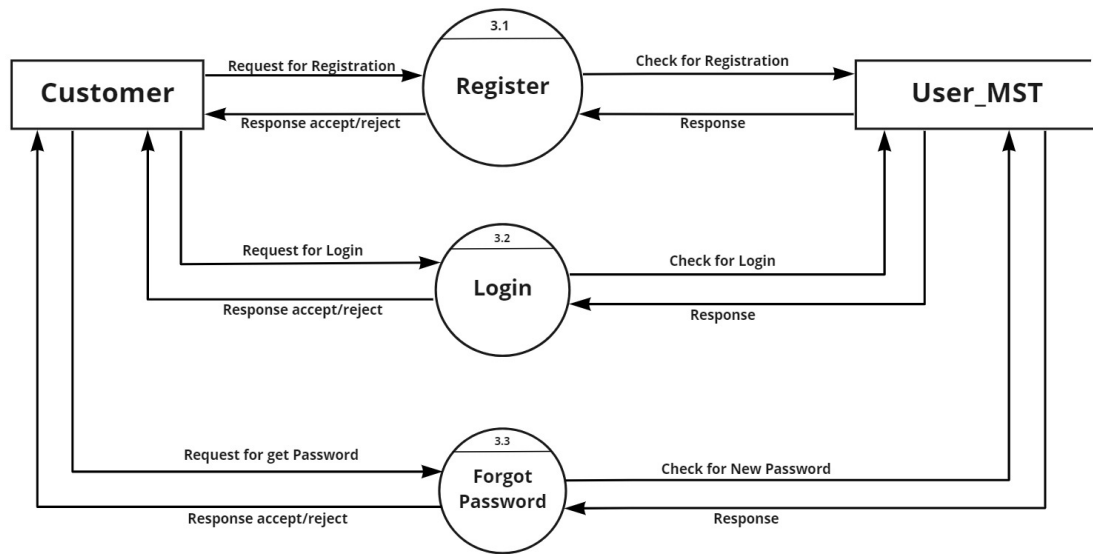 3.1
Request for Registration
Check for Registration
Customer
Register
User_MST
Response accept/reject
Response
3.2
Request for Login
Check for Login
Login
Response accept/reject
Response
3.3
Request for get Password
Check for New Password
Forgot
Password
Response accept/reject
Response